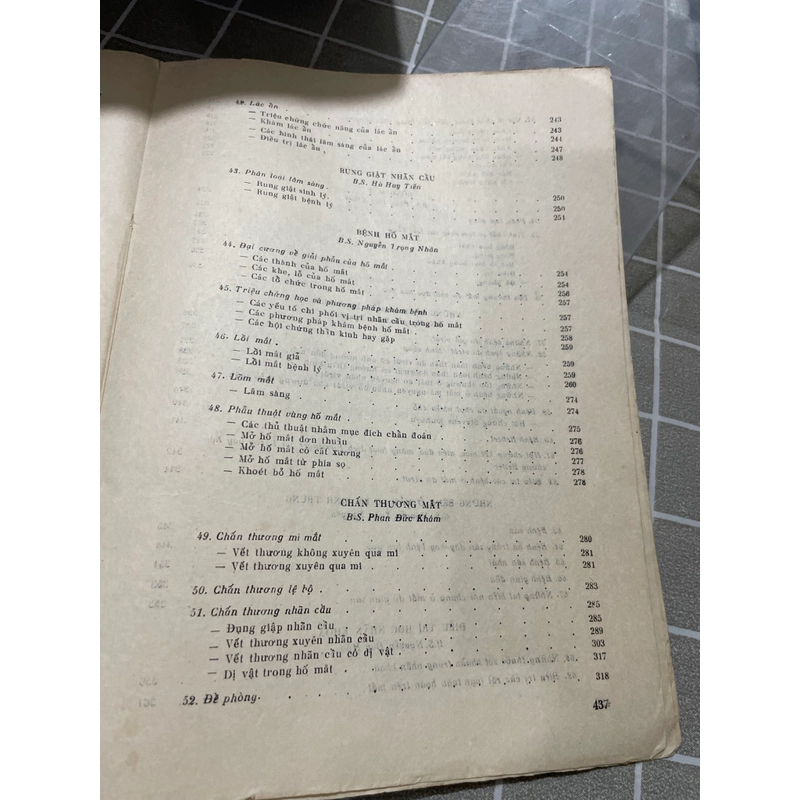 42. Lác ẩn . 243
— Triệu chứng chức năng của lác ẩn 243
— Khám lác ẩn 244
— Các hình thái lâm sàng của lác ẩn 247
— Điều trị lác ẩn . 248
RUNG GIẬT NHÃN CẦU
B.S. Hà Huy Tiến
43. Phân loại lâm sàng . 250
— Rung giật sinh lý. 250
— Rung giật bệnh lý 251
BỆNH HỐ MẮT
B.S. Nguyễn Trọng Nhân
44. Đại cương về giải phẫu của hố mắt . 254
— Các thành của hố mắt 254
— Các khe, lỗ của hố mắt 256
— Các tổ chức trong hố mắt 257
45. Triệu chứng học và phương pháp khám bệnh
— Các yếu tố chi phối vị trí nhãn cầu trong hố mắt 257
— Các phương pháp khám bệnh hố mắt . 258
— Các hội chứng thần kinh hay gặp 259
46. Lồi mắt . 259
— Lồi mắt giả 259
— Lồi mắt bệnh lý 260
47. Lõm mắt 274
— Lâm sàng 274
48. Phẫu thuật vùng hố mắt . 275
— Các thủ thuật nhằm mục đích chẩn đoán 276
— Mở hố mắt đơn thuần 276
— Mở hố mắt có cắt xương 277
— Mở hố mắt từ phía sọ 278
— Khoét bỏ hố mắt 278
CHẤN THƯƠNG MẮT
B.S. Phan Đức Khâm
49. Chấn thương mi mắt 280
— Vết thương không xuyên qua mi 281
— Vết thương xuyên qua mi 281
50. Chấn thương lệ bộ . 283
51. Chấn thương nhãn cầu 285
— Đụng giập nhãn cầu 285
— Vết thương xuyên nhãn cầu 289
— Vết thương nhãn cầu có dị vật . 303
— Dị vật trong hố mắt 317
52. Đề phòng. 318
437